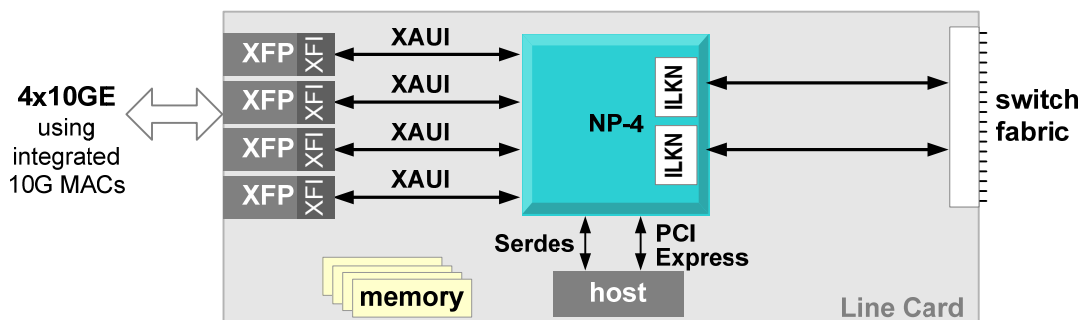 4x10GE
using
integrated
10G MACs
XFP XFI XAUI
XFP XFI XAUI
XFP XFI XAUI
XFP XFI XAUI
NP-4
ILKN
ILKN
switch
fabric
Serdes
PCI
Express
memory
host
Line Card